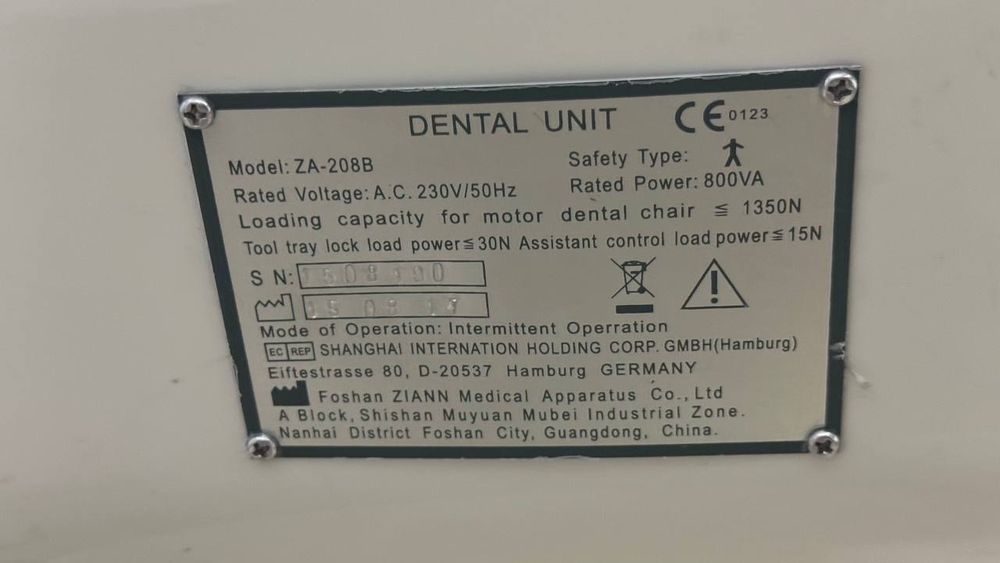 DENTAL UNIT CE 0123
Model: ZA-208B Safety Type:
Rated Voltage: A.C. 230V/50Hz Rated Power: 800VA
Loading capacity for motor dental chair ≦ 1350N
Tool tray lock load power≦30N Assistant control load power≦15N
S N:
Mode of Operation: Intermittent Operration
EC REP SHANGHAI INTERNATION HOLDING CORP. GMBH(Hamburg)
Eiftestrasse 80, D-20537 Hamburg GERMANY
Foshan ZIANN Medical Apparatus Co., Ltd
A Block, Shishan Muyuan Mubei Industrial Zone.
Nanhai District Foshan City, Guangdong, China.